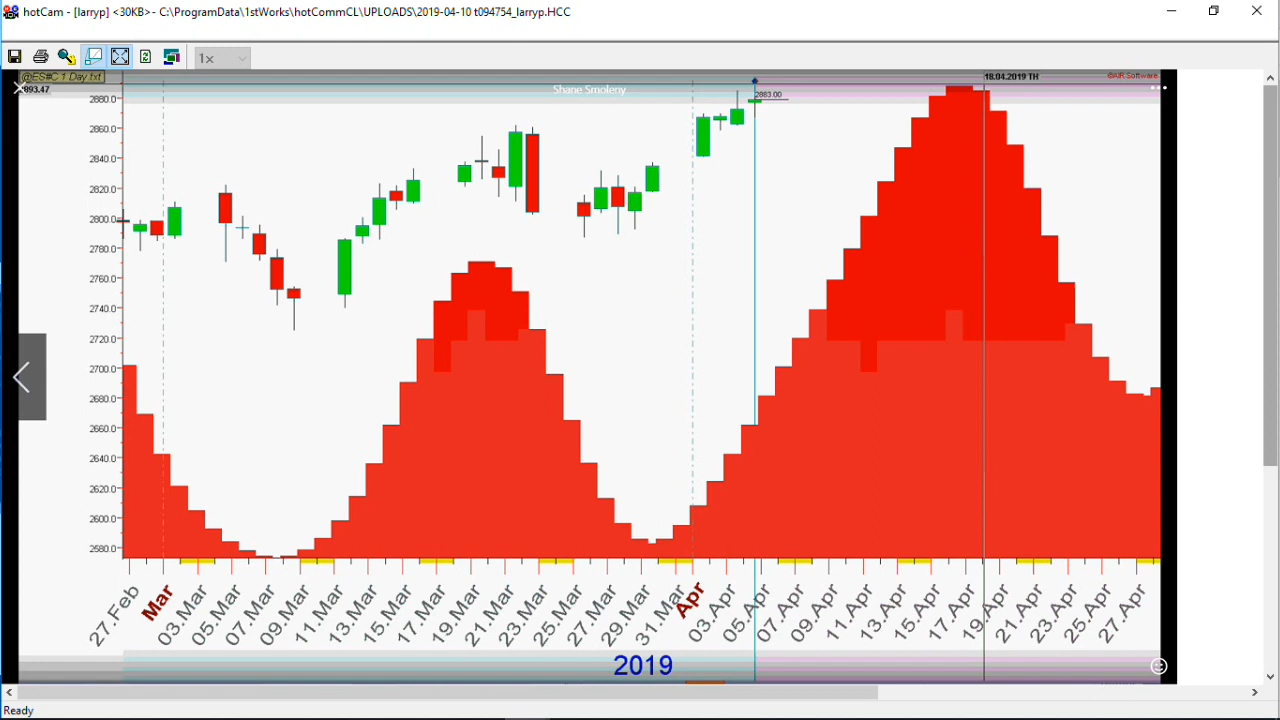 hotCam - [larryp] <30KB>- C:\ProgramData\1stWorks\hotCommCL\UPLOADS\2019-04-10 t094754_larryp.HCC
1x
@ES#C 1 Day.txt
18.04.2019 TH
©AIR Software
893.47
Shane Smoleny
2883.00
2880.0
2860.0
2840.0
2820.0
2800.0
2780.0
2760.0
2740.0
2720.0
2700.0
2680.0
2660.0
2640.0
2620.0
2600.0
2580.0
27.Feb
Mar
03.Mar
05.Mar
07.Mar
09.Mar
11.Mar
13.Mar
15.Mar
17.Mar
19.Mar
21.Mar
23.Mar
25.Mar
27.Mar
29.Mar
31.Mar
Apr
03.Apr
05.Apr
07.Apr
09.Apr
11.Apr
13.Apr
15.Apr
17.Apr
19.Apr
21.Apr
23.Apr
25.Apr
27.Apr
2019
Ready